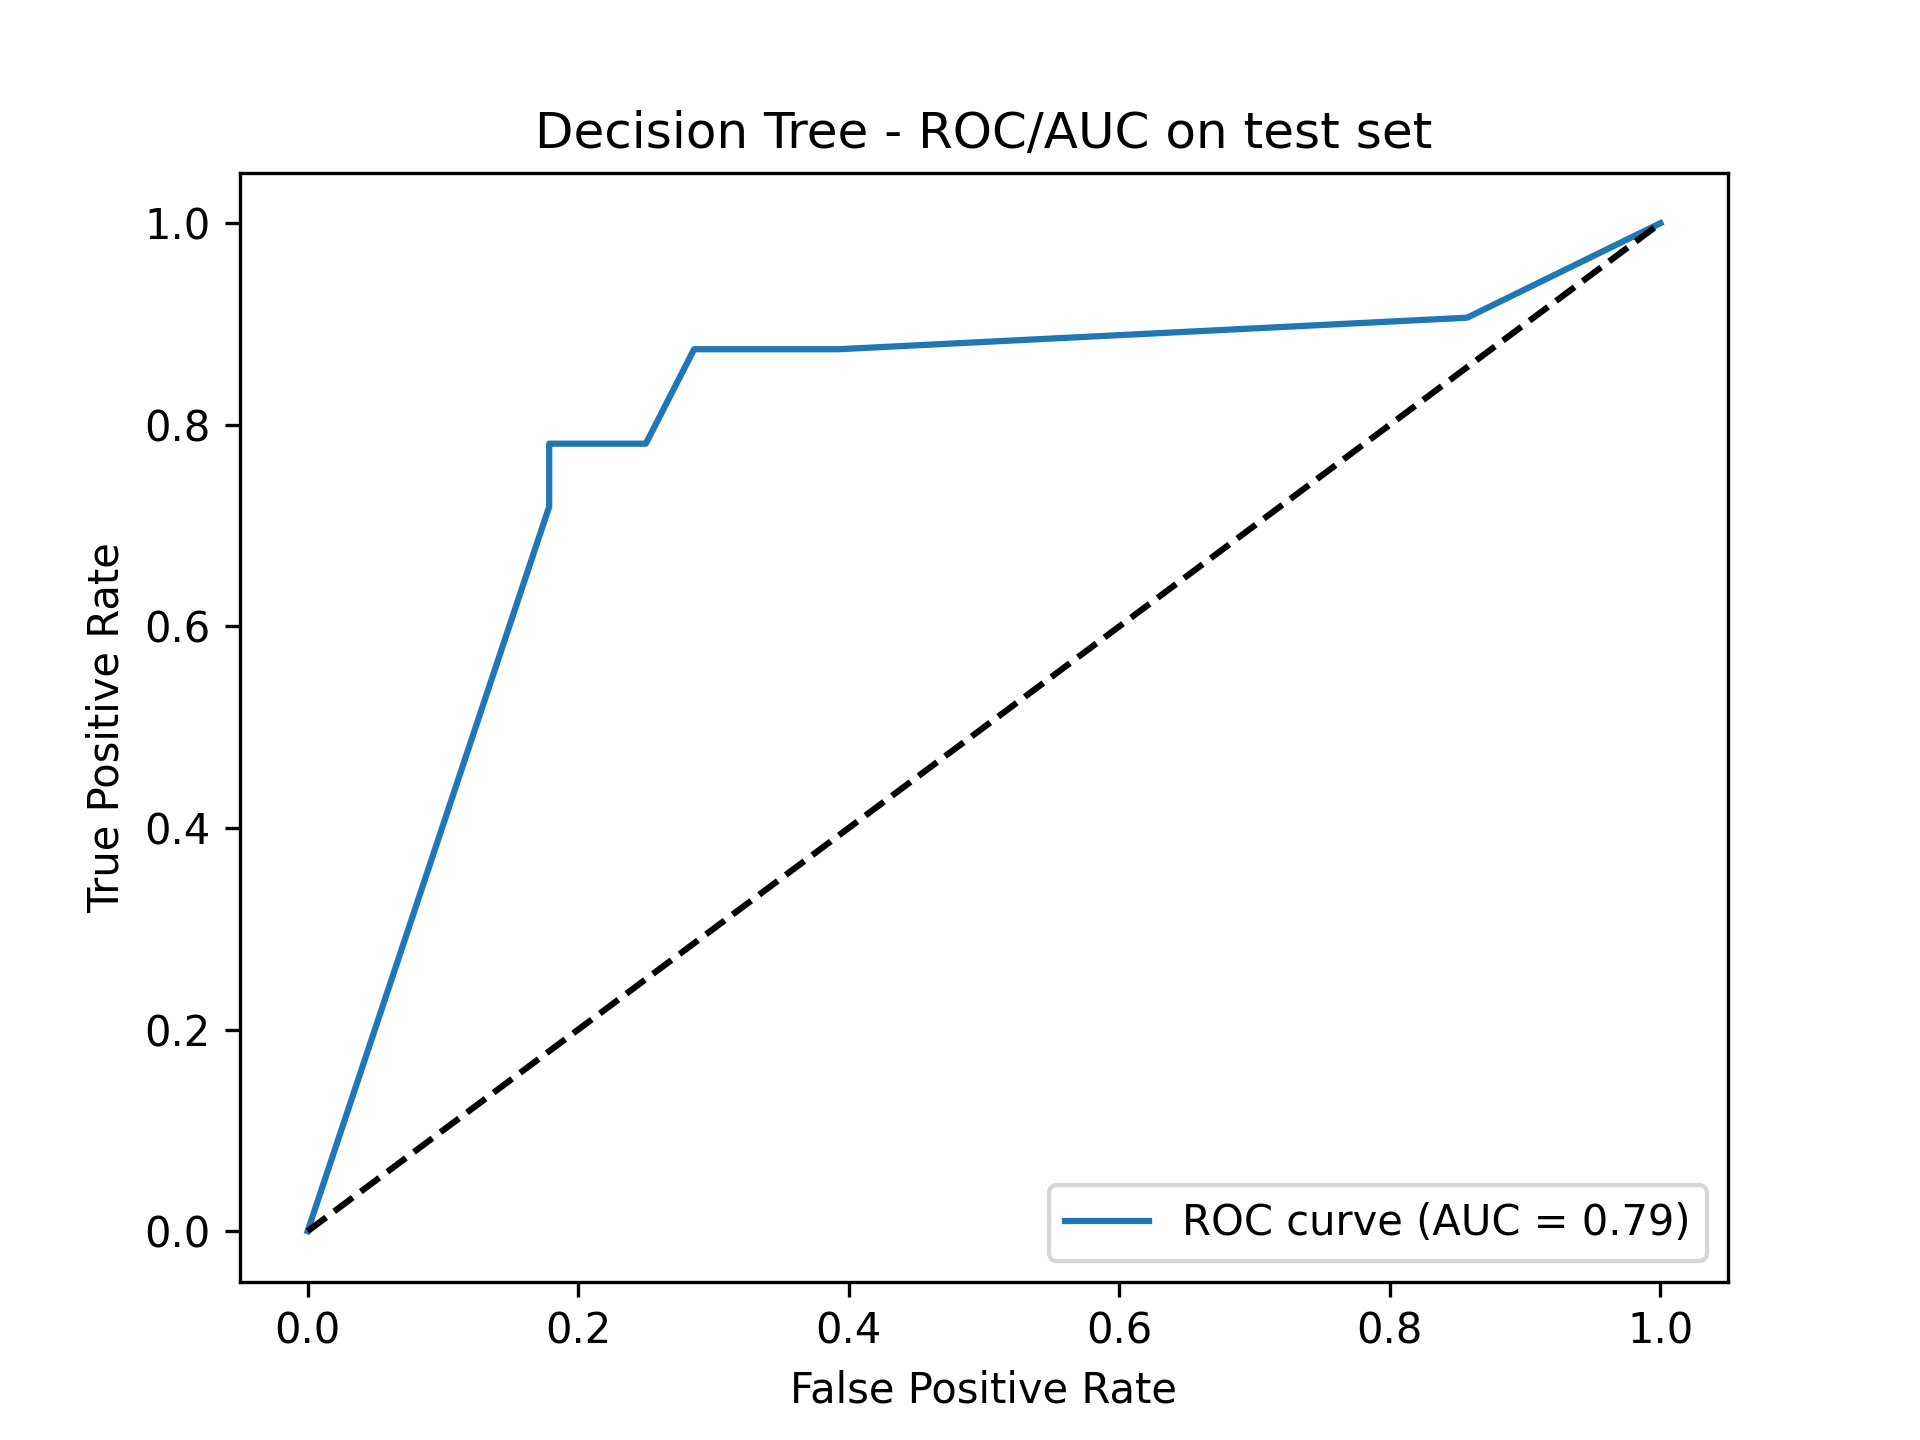 Decision Tree - ROC/AUC on test set
1.0
0.8
0.6
0.4
0.2
0.0
True Positive Rate
ROC curve (AUC = 0.79)
0.0 0.2 0.4 0.6 0.8 1.0
False Positive Rate